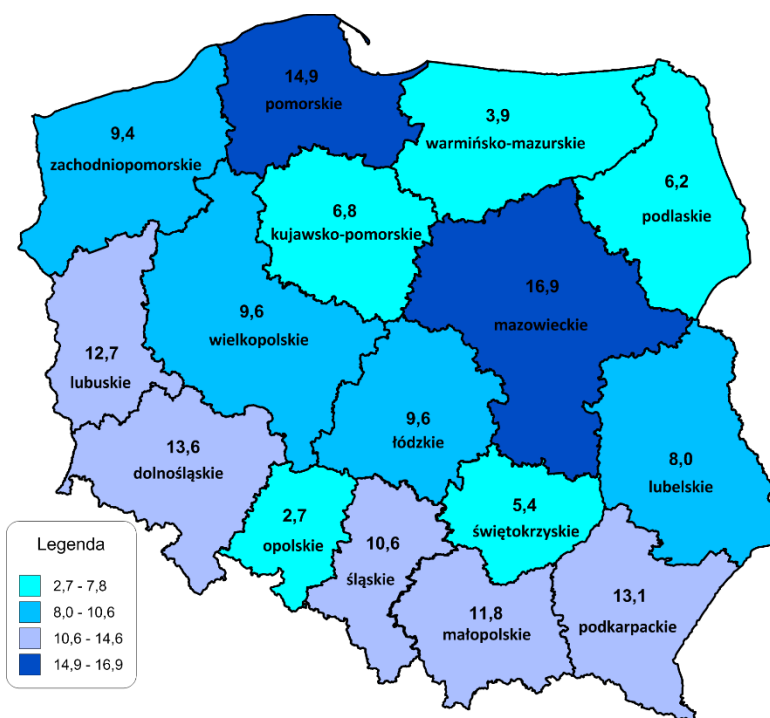 14,9
pomorskie
3,9
warmińsko-mazurskie
9,4
zachodniopomorskie
6,2
podlaskie
6,8
kujawsko-pomorskie
16,9
mazowieckie
9,6
wielkopolskie
12,7
lubuskie
9,6
łódzkie
13,6
dolnośląskie
8,0
lubelskie
2,7
opolskie
5,4
świętokrzyskie
10,6
śląskie
11,8
małopolskie
13,1
podkarpackie
Legenda
2,7 - 7,8
8,0 - 10,6
10,6 - 14,6
14,9 - 16,9